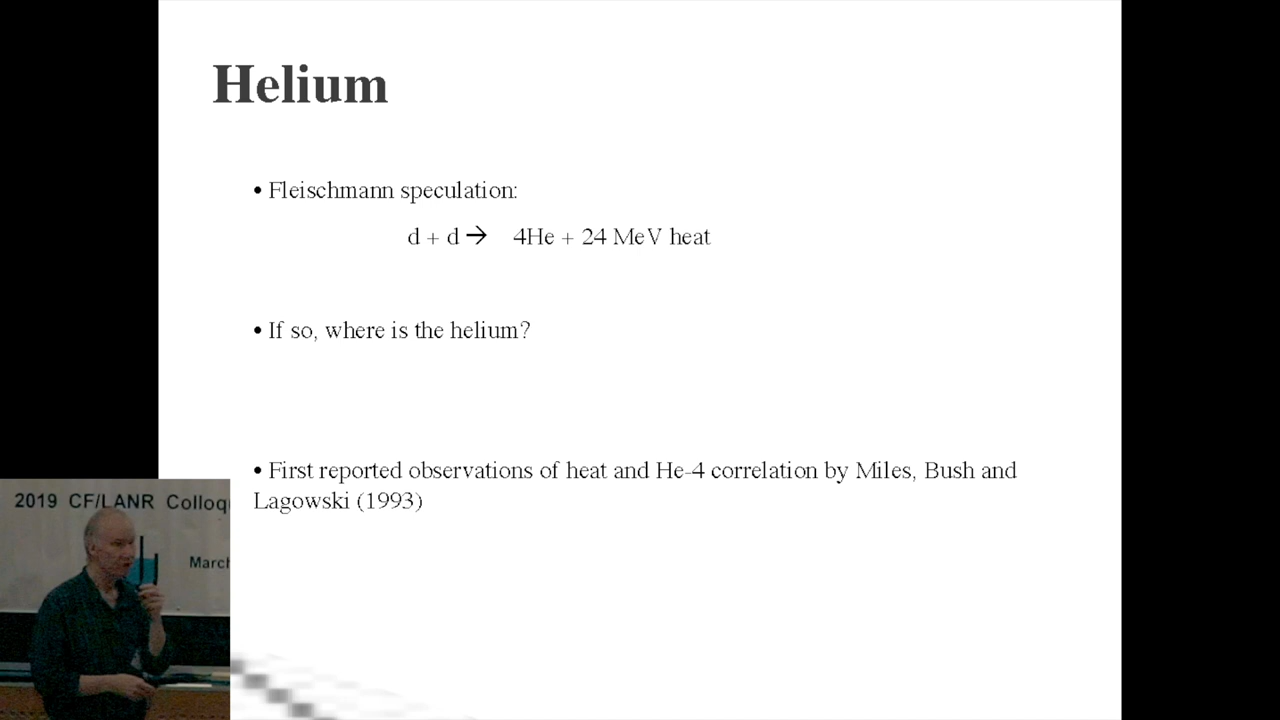 Helium
• Fleischmann speculation:
d + d → 4He + 24 MeV heat
• If so, where is the helium?
• First reported observations of heat and He-4 correlation by Miles, Bush and
Lagowski (1993)
2019 CF/LANR Colloq
March